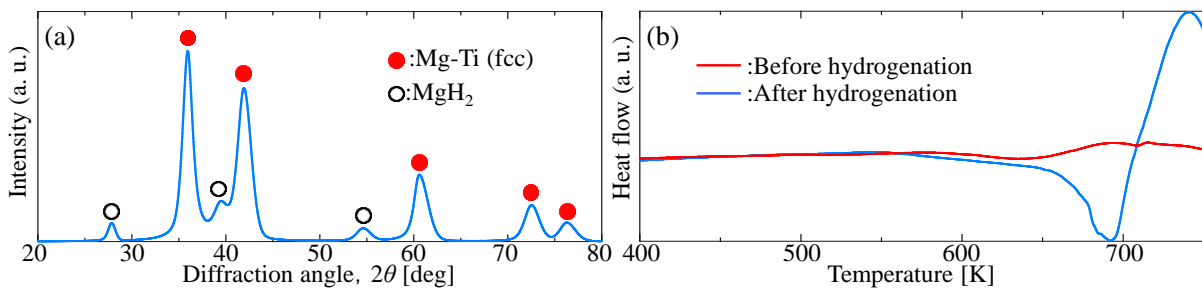 (a)
:Mg-Ti (fcc)
:MgH₂
Intensity (a. u.)
20 30 40 50 60 70 80
Diffraction angle, 2θ [deg]
(b)
:Before hydrogenation
:After hydrogenation
Heat flow (a. u.)
400 500 600 700
Temperature [K]